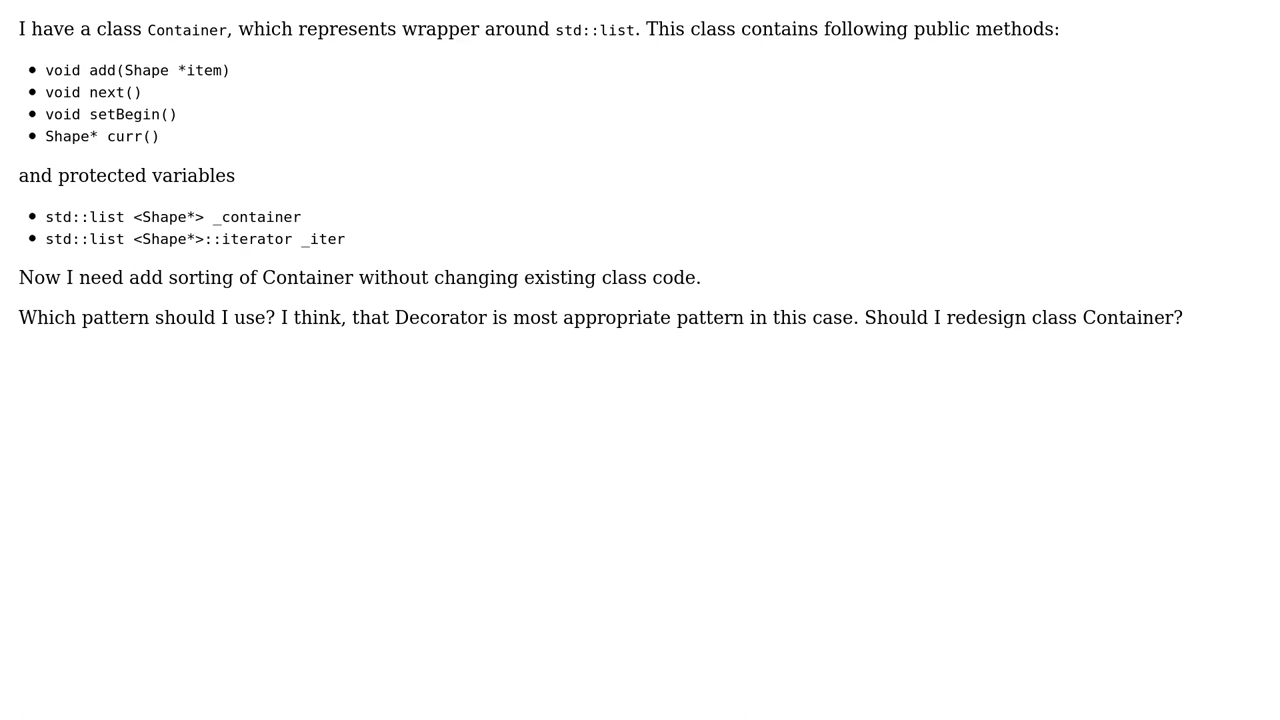 I have a class Container, which represents wrapper around std::list. This class contains following public methods:
void add(Shape *item)
void next()
void setBegin()
Shape* curr()
and protected variables
std::list <Shape*> _container
std::list <Shape*>::iterator _iter
Now I need add sorting of Container without changing existing class code.
Which pattern should I use? I think, that Decorator is most appropriate pattern in this case. Should I redesign class Container?